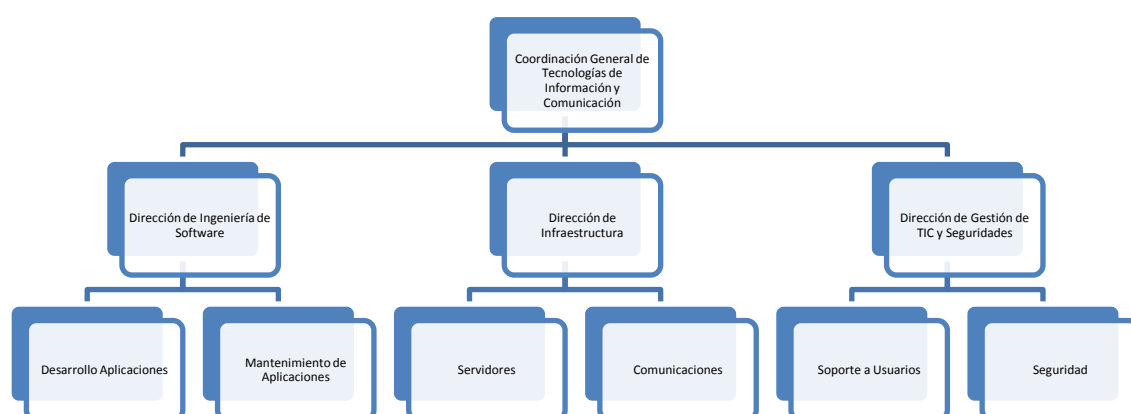 Coordinación General de
Tecnologías de
Información y
Comunicación
Dirección de Ingeniería de
Software
Dirección de
Infraestructura
Dirección de Gestión de
TIC y Seguridades
Desarrollo Aplicaciones
Mantenimiento de
Aplicaciones
Servidores
Comunicaciones
Soporte a Usuarios
Seguridad